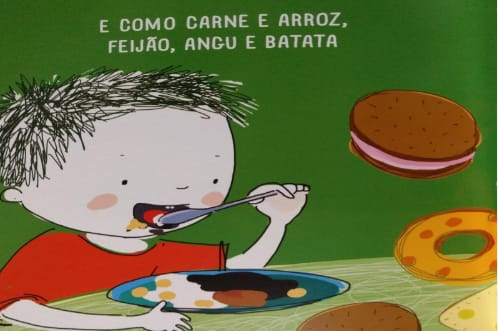 E COMO CARNE E ARROZ,
FEIJÃO, ANGU E BATATA